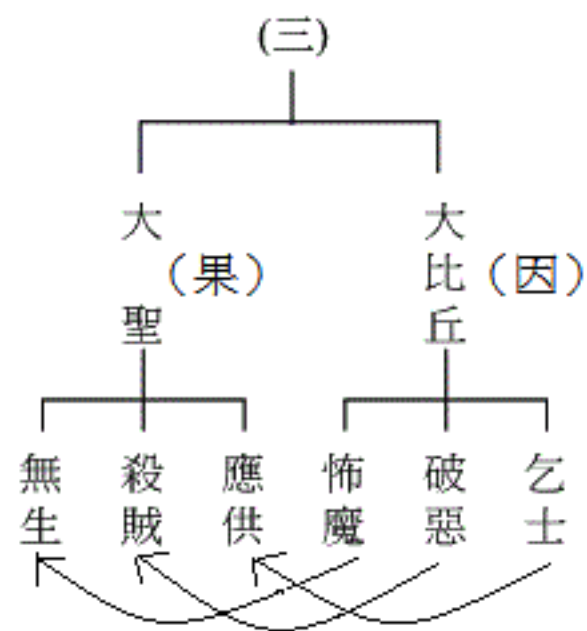 (三)
大比丘
（因）
大聖
（果）
乞士
破惡
怖魔
應供
殺賊
無生